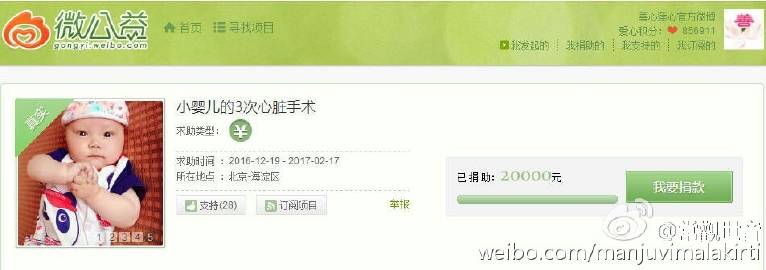 微公益
gongyi.weibo.com
首页
寻找项目
善心莲心官方微博
爱心积分： 856911
我发起的 我捐助的 我支持的 我订阅的
真实
小婴儿的3次心脏手术
求助类型： ¥
求助时间：2016-12-19 - 2017-02-17
所在地点：北京-海淀区
支持(28)
订阅项目
举报
1 2 3 4 5
已捐助：20000元
我要捐款
weibo.com/manjuvimalakirti